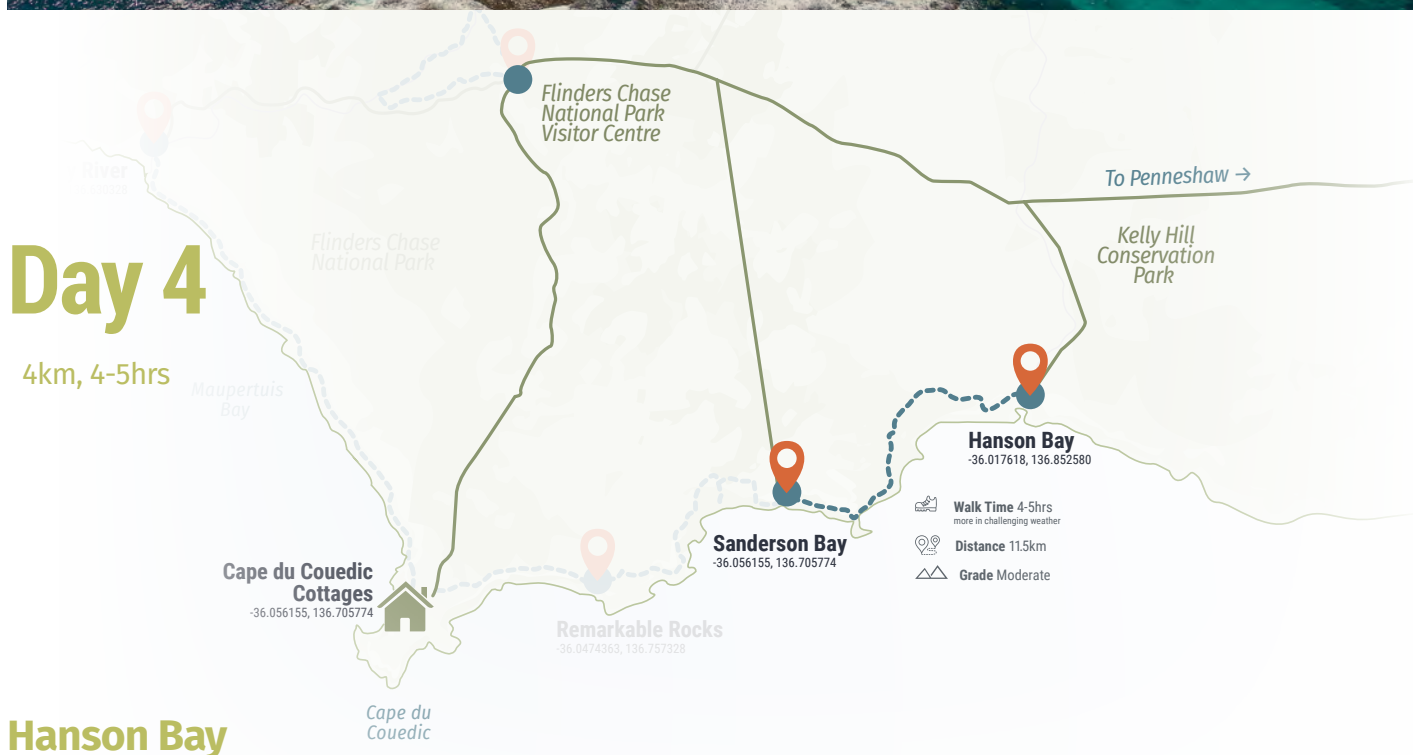 Flinders Chase
National Park
Visitor Centre
To Penneshaw →
River
Kelly Hill
Conservation
Park
Flinders Chase
National Park
Day 4
4km, 4-5hrs
Maupertuis
Bay
Hanson Bay
-36.017618, 136.852580
Walk Time 4-5hrs
more in challenging weather
Distance 11.5km
Grade Moderate
Sanderson Bay
-36.056155, 136.705774
Cape du Couedic
Cottages
-36.056155, 136.705774
Remarkable Rocks
-36.0474363, 136.757328
Cape du
Couedic
Hanson Bay